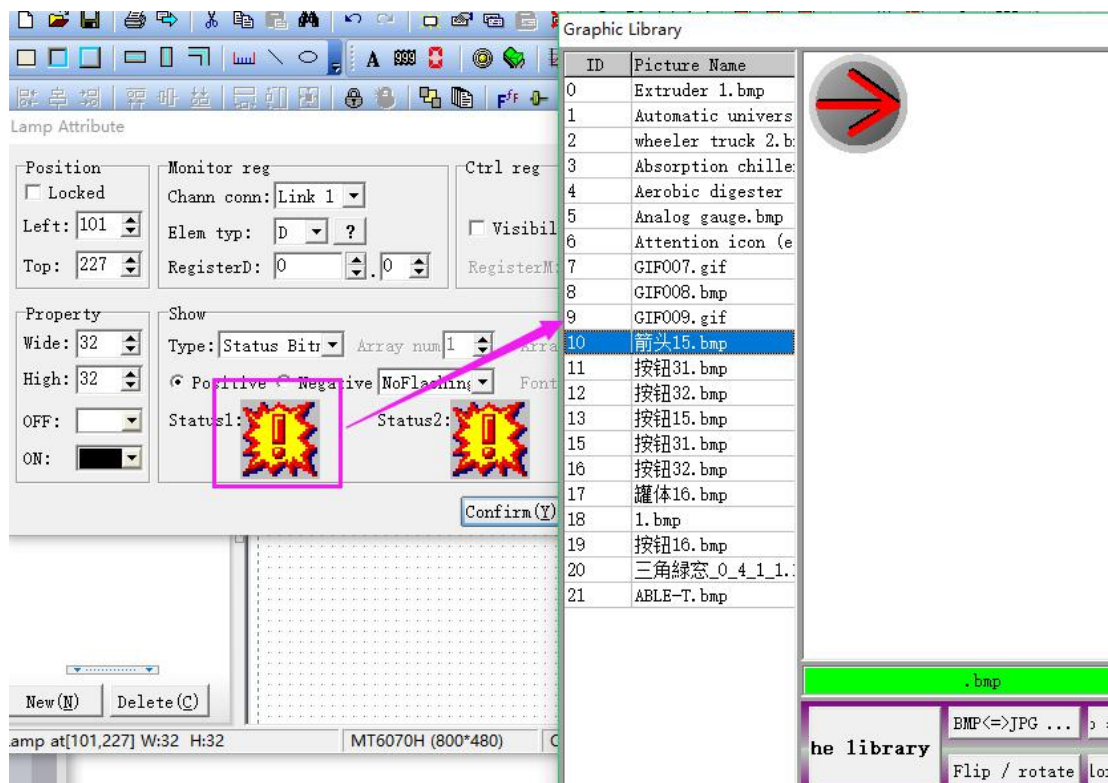 Graphic Library
ID Picture Name
0 Extruder 1.bmp
1 Automatic univers
2 wheeler truck 2.b
3 Absorption chille
4 Aerobic digester
5 Analog gauge.bmp
6 Attention icon (e
7 GIF007.gif
8 GIF008.bmp
9 GIF009.gif
10 箭头15.bmp
11 按钮31.bmp
12 按钮32.bmp
13 按钮15.bmp
15 按钮31.bmp
16 按钮32.bmp
17 罐体16.bmp
18 1.bmp
19 按钮16.bmp
20 三角緑窓_0_4_1_1.
21 ABLE-T.bmp
.bmp
he library
BMP<=>JPG ...
Flip / rotate
Lamp Attribute
Position
Locked
Left: 101
Top: 227
Monitor reg
Chann conn: Link 1
Elem typ: D ?
RegisterD: 0 . 0
Ctrl reg
Visibil
RegisterM:
Property
Wide: 32
High: 32
OFF:
ON:
Show
Type: Status Bit Array num 1 Arra
Positive Negative NoFlashing Font
Status1: Status2:
Confirm(Y)
New(N) Delete(C)
amp at[101,227] W:32 H:32 MT6070H (800*480)